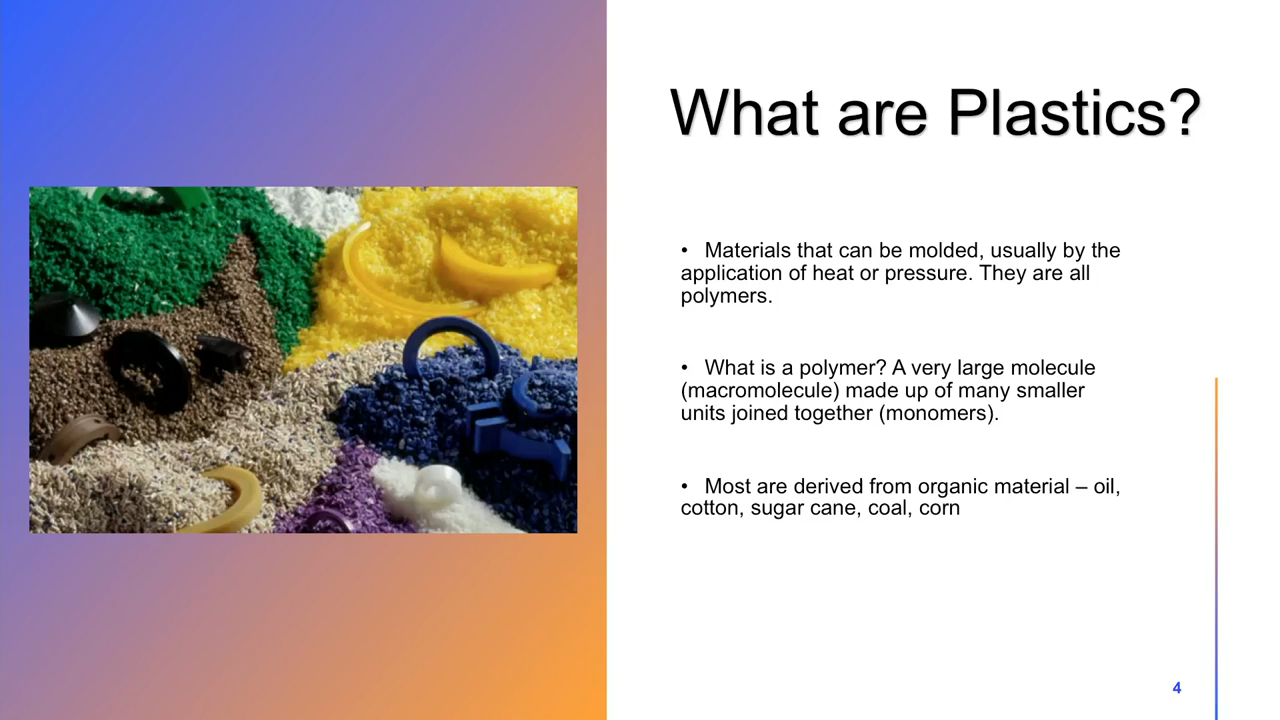 What are Plastics?
• Materials that can be molded, usually by the
application of heat or pressure. They are all
polymers.
• What is a polymer? A very large molecule
(macromolecule) made up of many smaller
units joined together (monomers).
• Most are derived from organic material – oil,
cotton, sugar cane, coal, corn
4